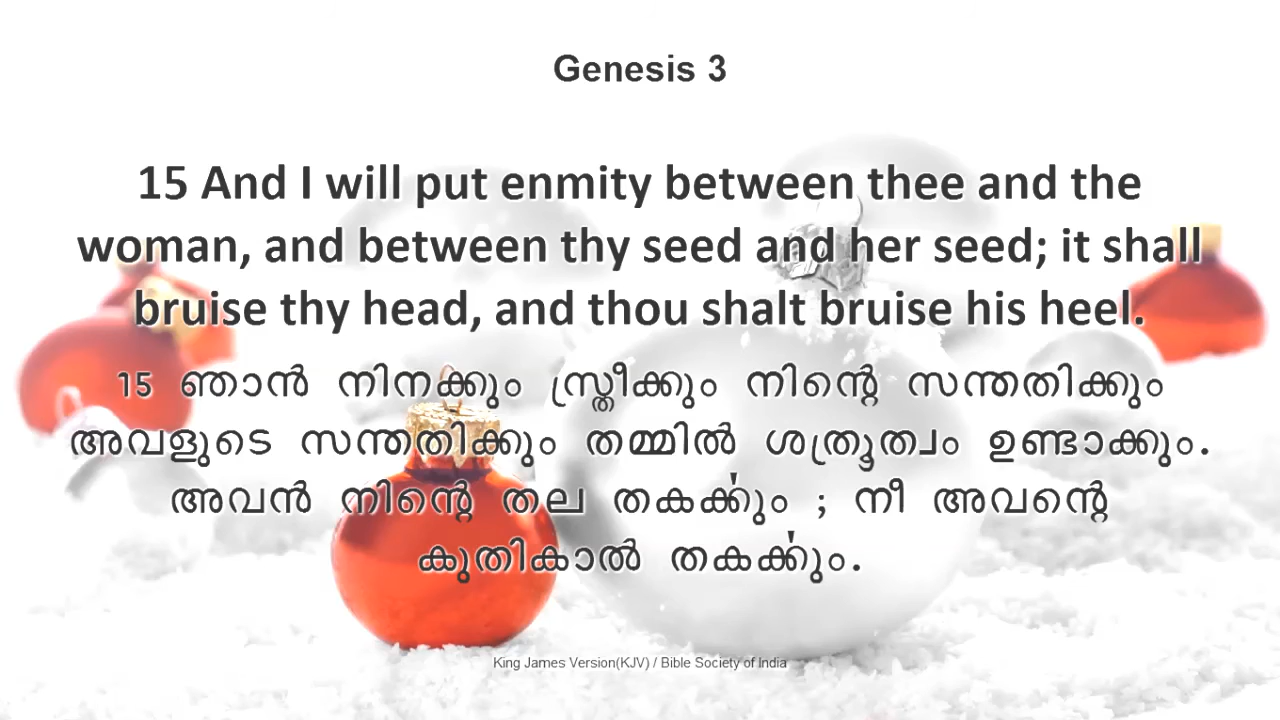 Genesis 3
15 And I will put enmity between thee and the
woman, and between thy seed and her seed; it shall
bruise thy head, and thou shalt bruise his heel.
15 ഞാൻ നിനക്കും സ്ത്രീക്കും നിന്റെ സന്തതിക്കും
അവളുടെ സന്തതിക്കും തമ്മിൽ ശത്രൂത്വം ഉണ്ടാക്കും.
അവൻ നിന്റെ തല തകൎക്കും ; നീ അവന്റെ
കുതികാൽ തകൎക്കും.
King James Version(KJV) / Bible Society of India